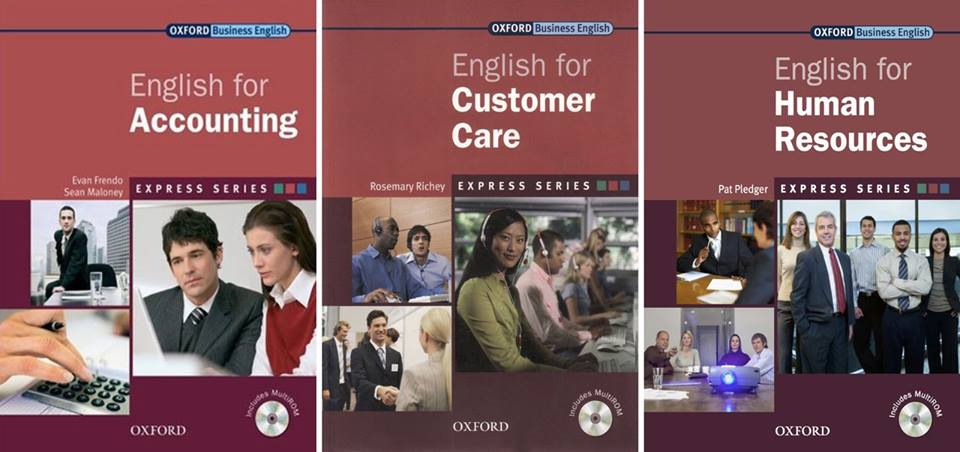 OXFORD Business English
English for
Accounting
Evan Frendo
Sean Maloney
EXPRESS SERIES
Includes MultiROM
OXFORD
OXFORD Business English
English for
Customer
Care
Rosemary Richey
EXPRESS SERIES
Includes MultiROM
OXFORD
OXFORD Business English
English for
Human
Resources
Pat Pledger
EXPRESS SERIES
Includes MultiROM
OXFORD